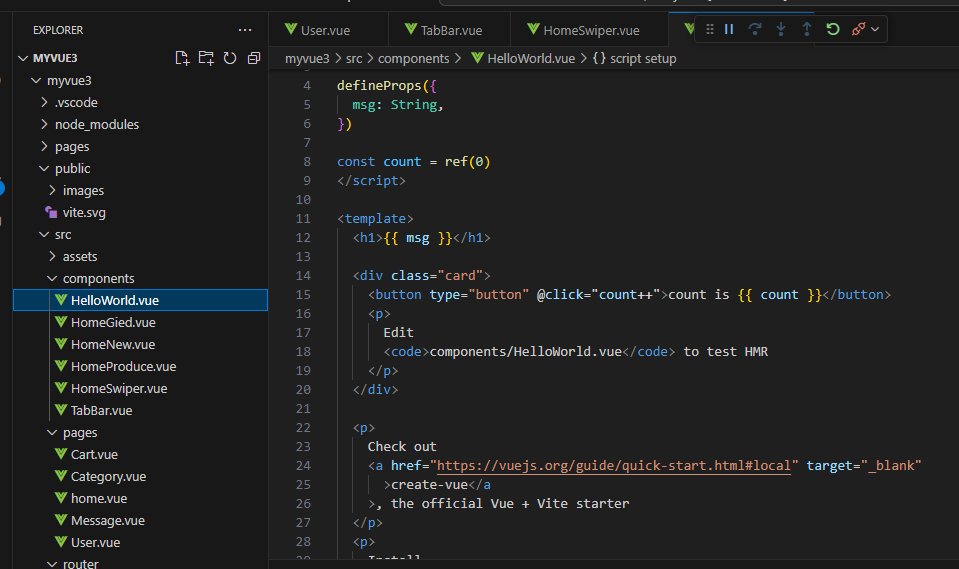 EXPLORER
MYVUE3
myvue3
.vscode
node_modules
pages
public
images
vite.svg
src
assets
components
HelloWorld.vue
HomeGied.vue
HomeNew.vue
HomeProduce.vue
HomeSwiper.vue
TabBar.vue
pages
Cart.vue
Category.vue
home.vue
Message.vue
User.vue
router
User.vue TabBar.vue HomeSwiper.vue
myvue3 > src > components > HelloWorld.vue > {} script setup
4 defineProps({
5 msg: String,
6 })
7
8 const count = ref(0)
9 </script>
10
11 <template>
12 <h1>{{ msg }}</h1>
13
14 <div class="card">
15 <button type="button" @click="count++">count is {{ count }}</button>
16 <p>
17 Edit
18 <code>components/HelloWorld.vue</code> to test HMR
19 </p>
20 </div>
21
22 <p>
23 Check out
24 <a href="https://vuejs.org/guide/quick-start.html#local" target="_blank"
25 >create-vue</a
26 >, the official Vue + Vite starter
27 </p>
28 <p>
29 Install